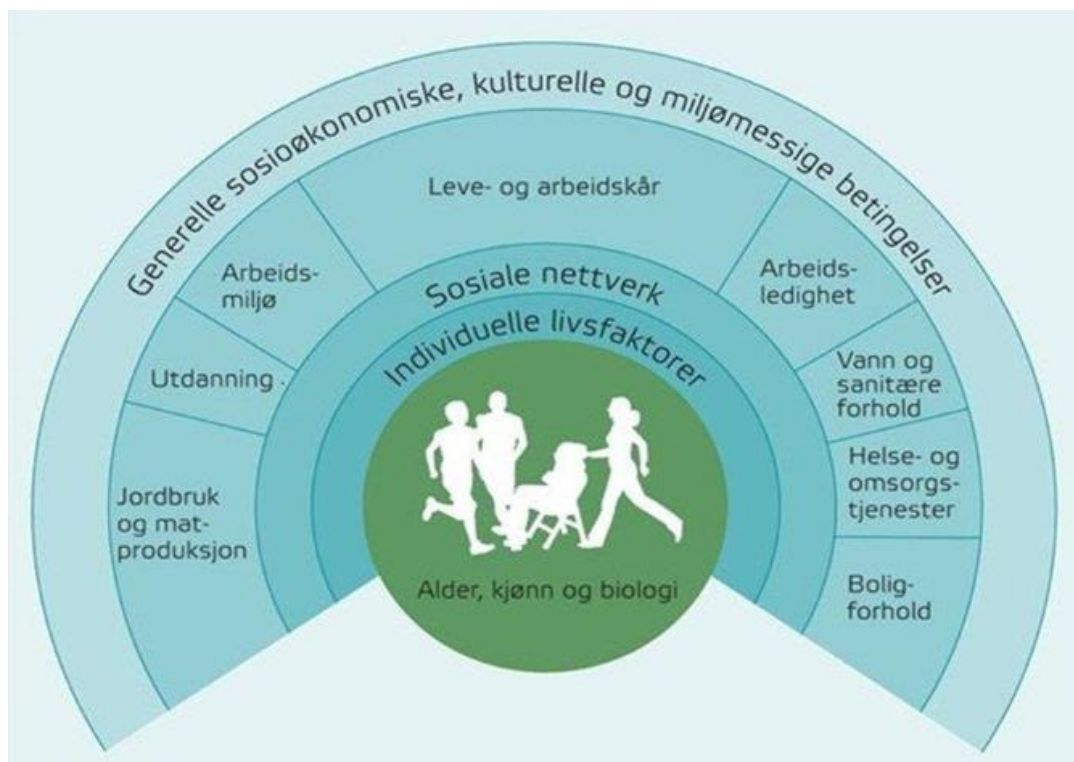 Generelle sosioøkonomiske, kulturelle og miljømessige betingelser
Leve- og arbeidskår
Arbeids-
miljø
Utdanning
Jordbruk
og mat-
produksjon
Arbeids-
ledighet
Vann og
sanitære
forhold
Helse- og
omsorgs-
tjenester
Bolig-
forhold
Sosiale nettverk
Individuelle livsfaktorer
Alder, kjønn og biologi